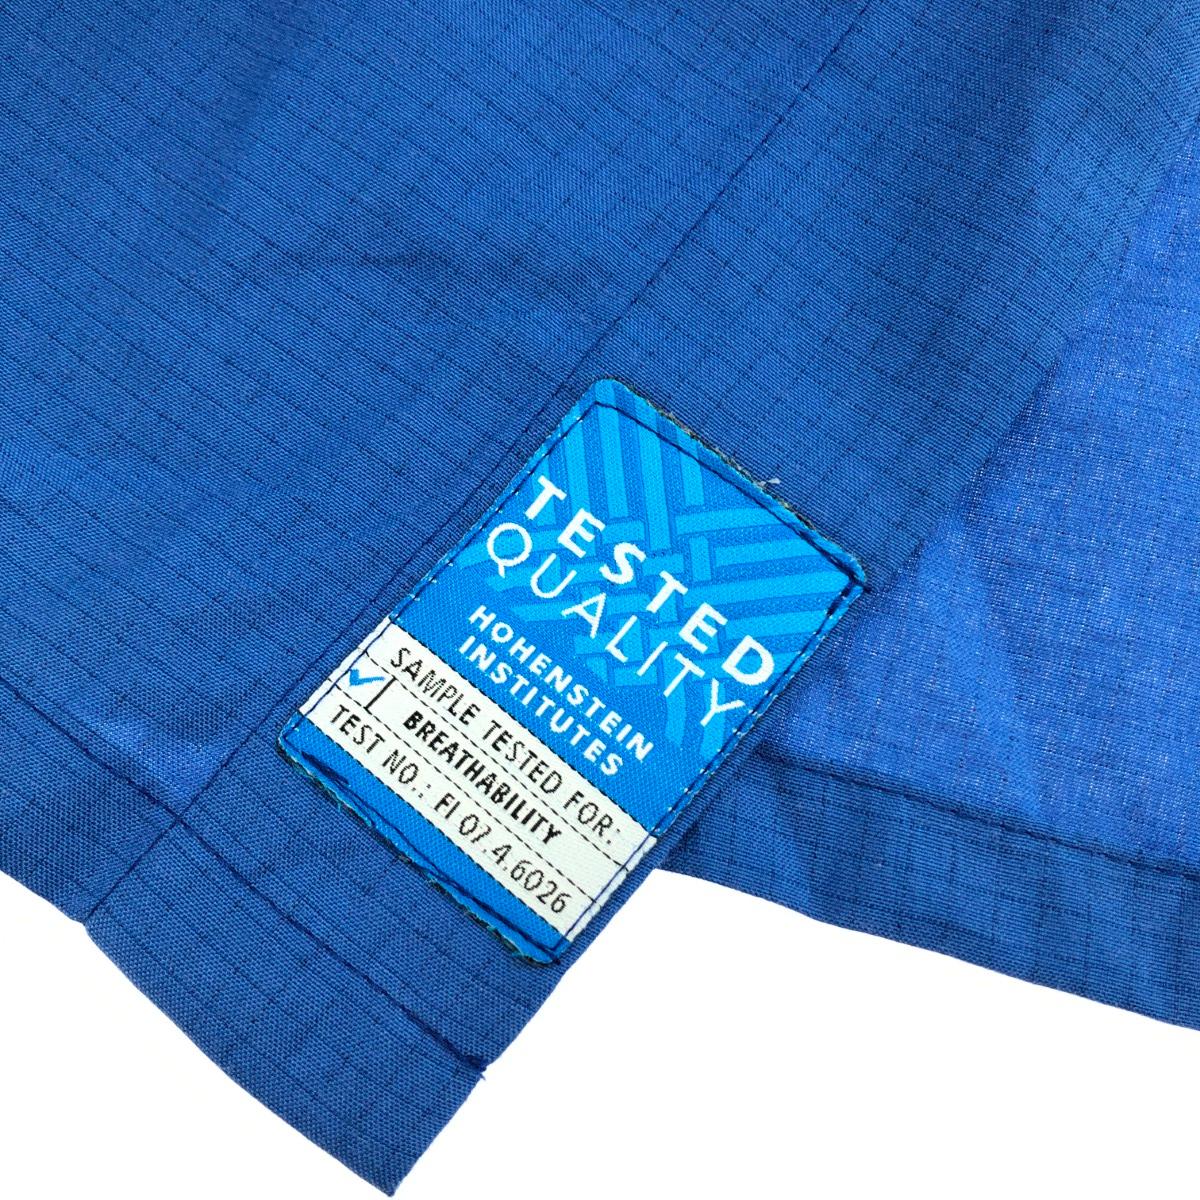 TESTED
QUALITY
HOHENSTEIN
INSTITUTES
SAMPLE TESTED FOR:
BREATHABILITY
TEST NO.: FI 07.4.6026